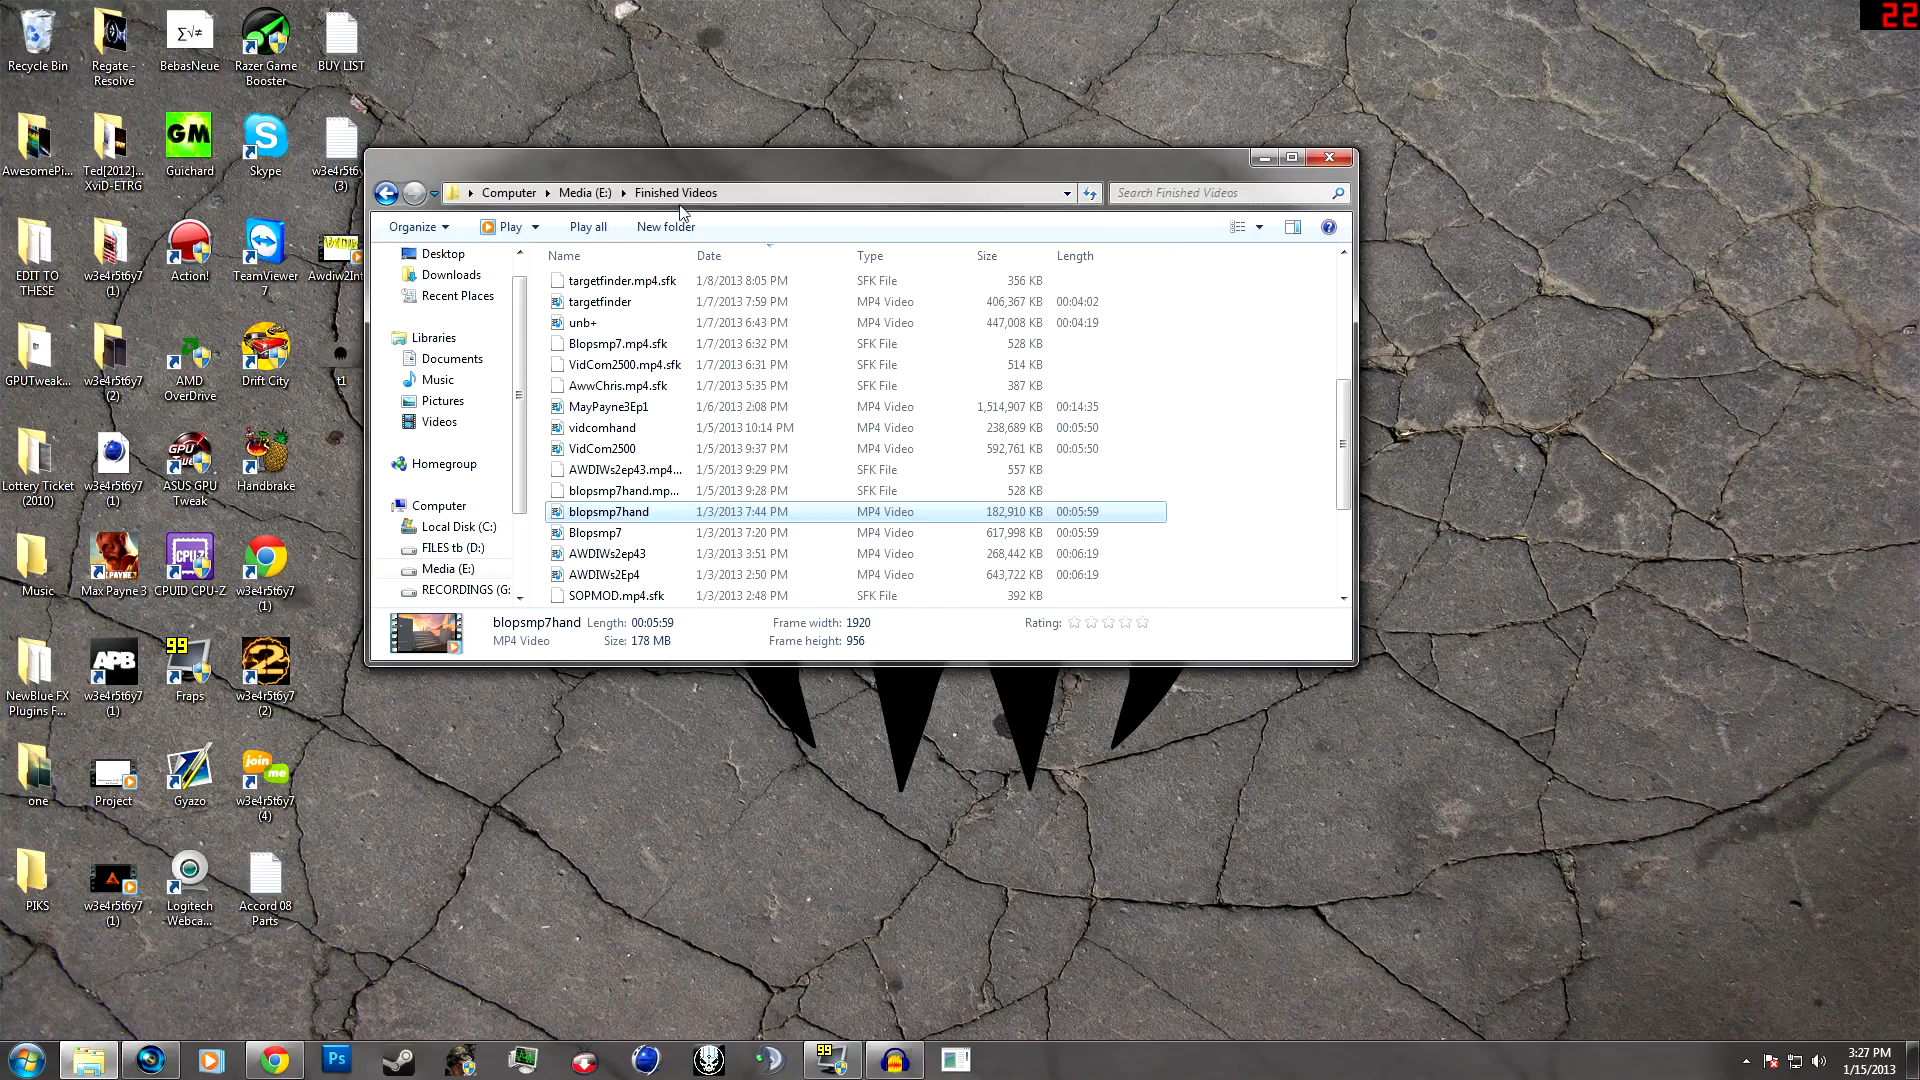 22
Recycle Bin
Regate - Resolve
∑√≠
BebasNeue
Razer Game Booster
BUY LIST
AwesomePi...
Ted[2012]... XviD-ETRG
GM
Guichard
Skype
w3e4r5t6y7 (3)
EDIT TO THESE
w3e4r5t6y7 (1)
Action!
TeamViewer 7
Awdiw2Int
GPUTweak...
w3e4r5t6y7 (2)
AMD OverDrive
Drift City
t1
Lottery Ticket (2010)
w3e4r5t6y7 (1)
ASUS GPU Tweak
Handbrake
Music
Max Payne 3
CPU-Z
CPUID CPU-Z
w3e4r5t6y7 (1)
NewBlue FX Plugins F...
APB
w3e4r5t6y7 (1)
99
Fraps
2
w3e4r5t6y7 (2)
one
Project
Gyazo
join me
w3e4r5t6y7 (4)
PIKS
w3e4r5t6y7 (1)
Logitech Webca...
Accord 08 Parts
Computer Media (E:) Finished Videos
Search Finished Videos
Organize Play Play all New folder
Desktop
Downloads
Recent Places
Libraries
Documents
Music
Pictures
Videos
Homegroup
Computer
Local Disk (C:)
FILES tb (D:)
Media (E:)
RECORDINGS (G:
Name Date Type Size Length
targetfinder.mp4.sfk 1/8/2013 8:05 PM SFK File 356 KB
targetfinder 1/7/2013 7:59 PM MP4 Video 406,367 KB 00:04:02
unb+ 1/7/2013 6:43 PM MP4 Video 447,008 KB 00:04:19
Blopsmp7.mp4.sfk 1/7/2013 6:32 PM SFK File 528 KB
VidCom2500.mp4.sfk 1/7/2013 6:31 PM SFK File 514 KB
AwwChris.mp4.sfk 1/7/2013 5:35 PM SFK File 387 KB
MayPayne3Ep1 1/6/2013 2:08 PM MP4 Video 1,514,907 KB 00:14:35
vidcomhand 1/5/2013 10:14 PM MP4 Video 238,689 KB 00:05:50
VidCom2500 1/5/2013 9:37 PM MP4 Video 592,761 KB 00:05:50
AWDIWs2ep43.mp4... 1/5/2013 9:29 PM SFK File 557 KB
blopsmp7hand.mp... 1/5/2013 9:28 PM SFK File 528 KB
blopsmp7hand 1/3/2013 7:44 PM MP4 Video 182,910 KB 00:05:59
Blopsmp7 1/3/2013 7:20 PM MP4 Video 617,998 KB 00:05:59
AWDIWs2ep43 1/3/2013 3:51 PM MP4 Video 268,442 KB 00:06:19
AWDIWs2Ep4 1/3/2013 2:50 PM MP4 Video 643,722 KB 00:06:19
SOPMOD.mp4.sfk 1/3/2013 2:48 PM SFK File 392 KB
blopsmp7hand Length: 00:05:59 Frame width: 1920 Rating:
MP4 Video Size: 178 MB Frame height: 956
Ps
99
3:27 PM
1/15/2013